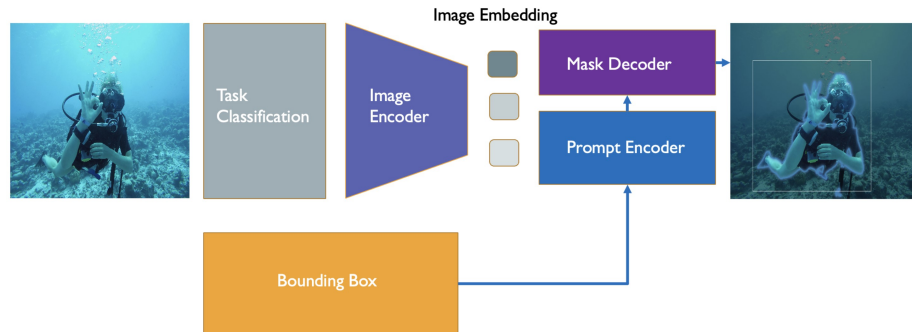 Image Embedding
Task
Classification
Image
Encoder
Mask Decoder
Prompt Encoder
Bounding Box